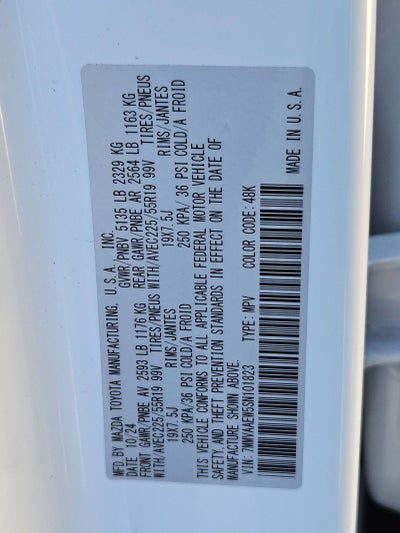 MFD.BY MAZDA TOYOTA MANUFACTURING, U.S.A., INC.
DATE 10/24 GVWR/PNBV 5135 LB 2329 KG
FRONT GAWR/PNBE AV 2593 LB 1176 KG REAR GAWR/PNBE AR 2564 LB 1163 KG
WITH/AVEC225/55R19 99V TIRES/PNEUS WITH/AVEC225/55R19 99V TIRES/PNEUS
19X7.5J RIMS/JANTES 19X7.5J RIMS/JANTES
250 KPA/36 PSI COLD/A FROID 250 KPA/ 36 PSI COLD/A FROID
THIS VEHICLE CONFORMS TO ALL APPLICABLE FEDERAL MOTOR VEHICLE
SAFETY, AND THEFT PREVENTION STANDARDS IN EFFECT ON THE DATE OF
MANUFACTURE SHOWN ABOVE.
VIN: 7MMVAAEW5SN101823 TYPE: MPV COLOR CODE: 48K
MADE IN U.S.A.